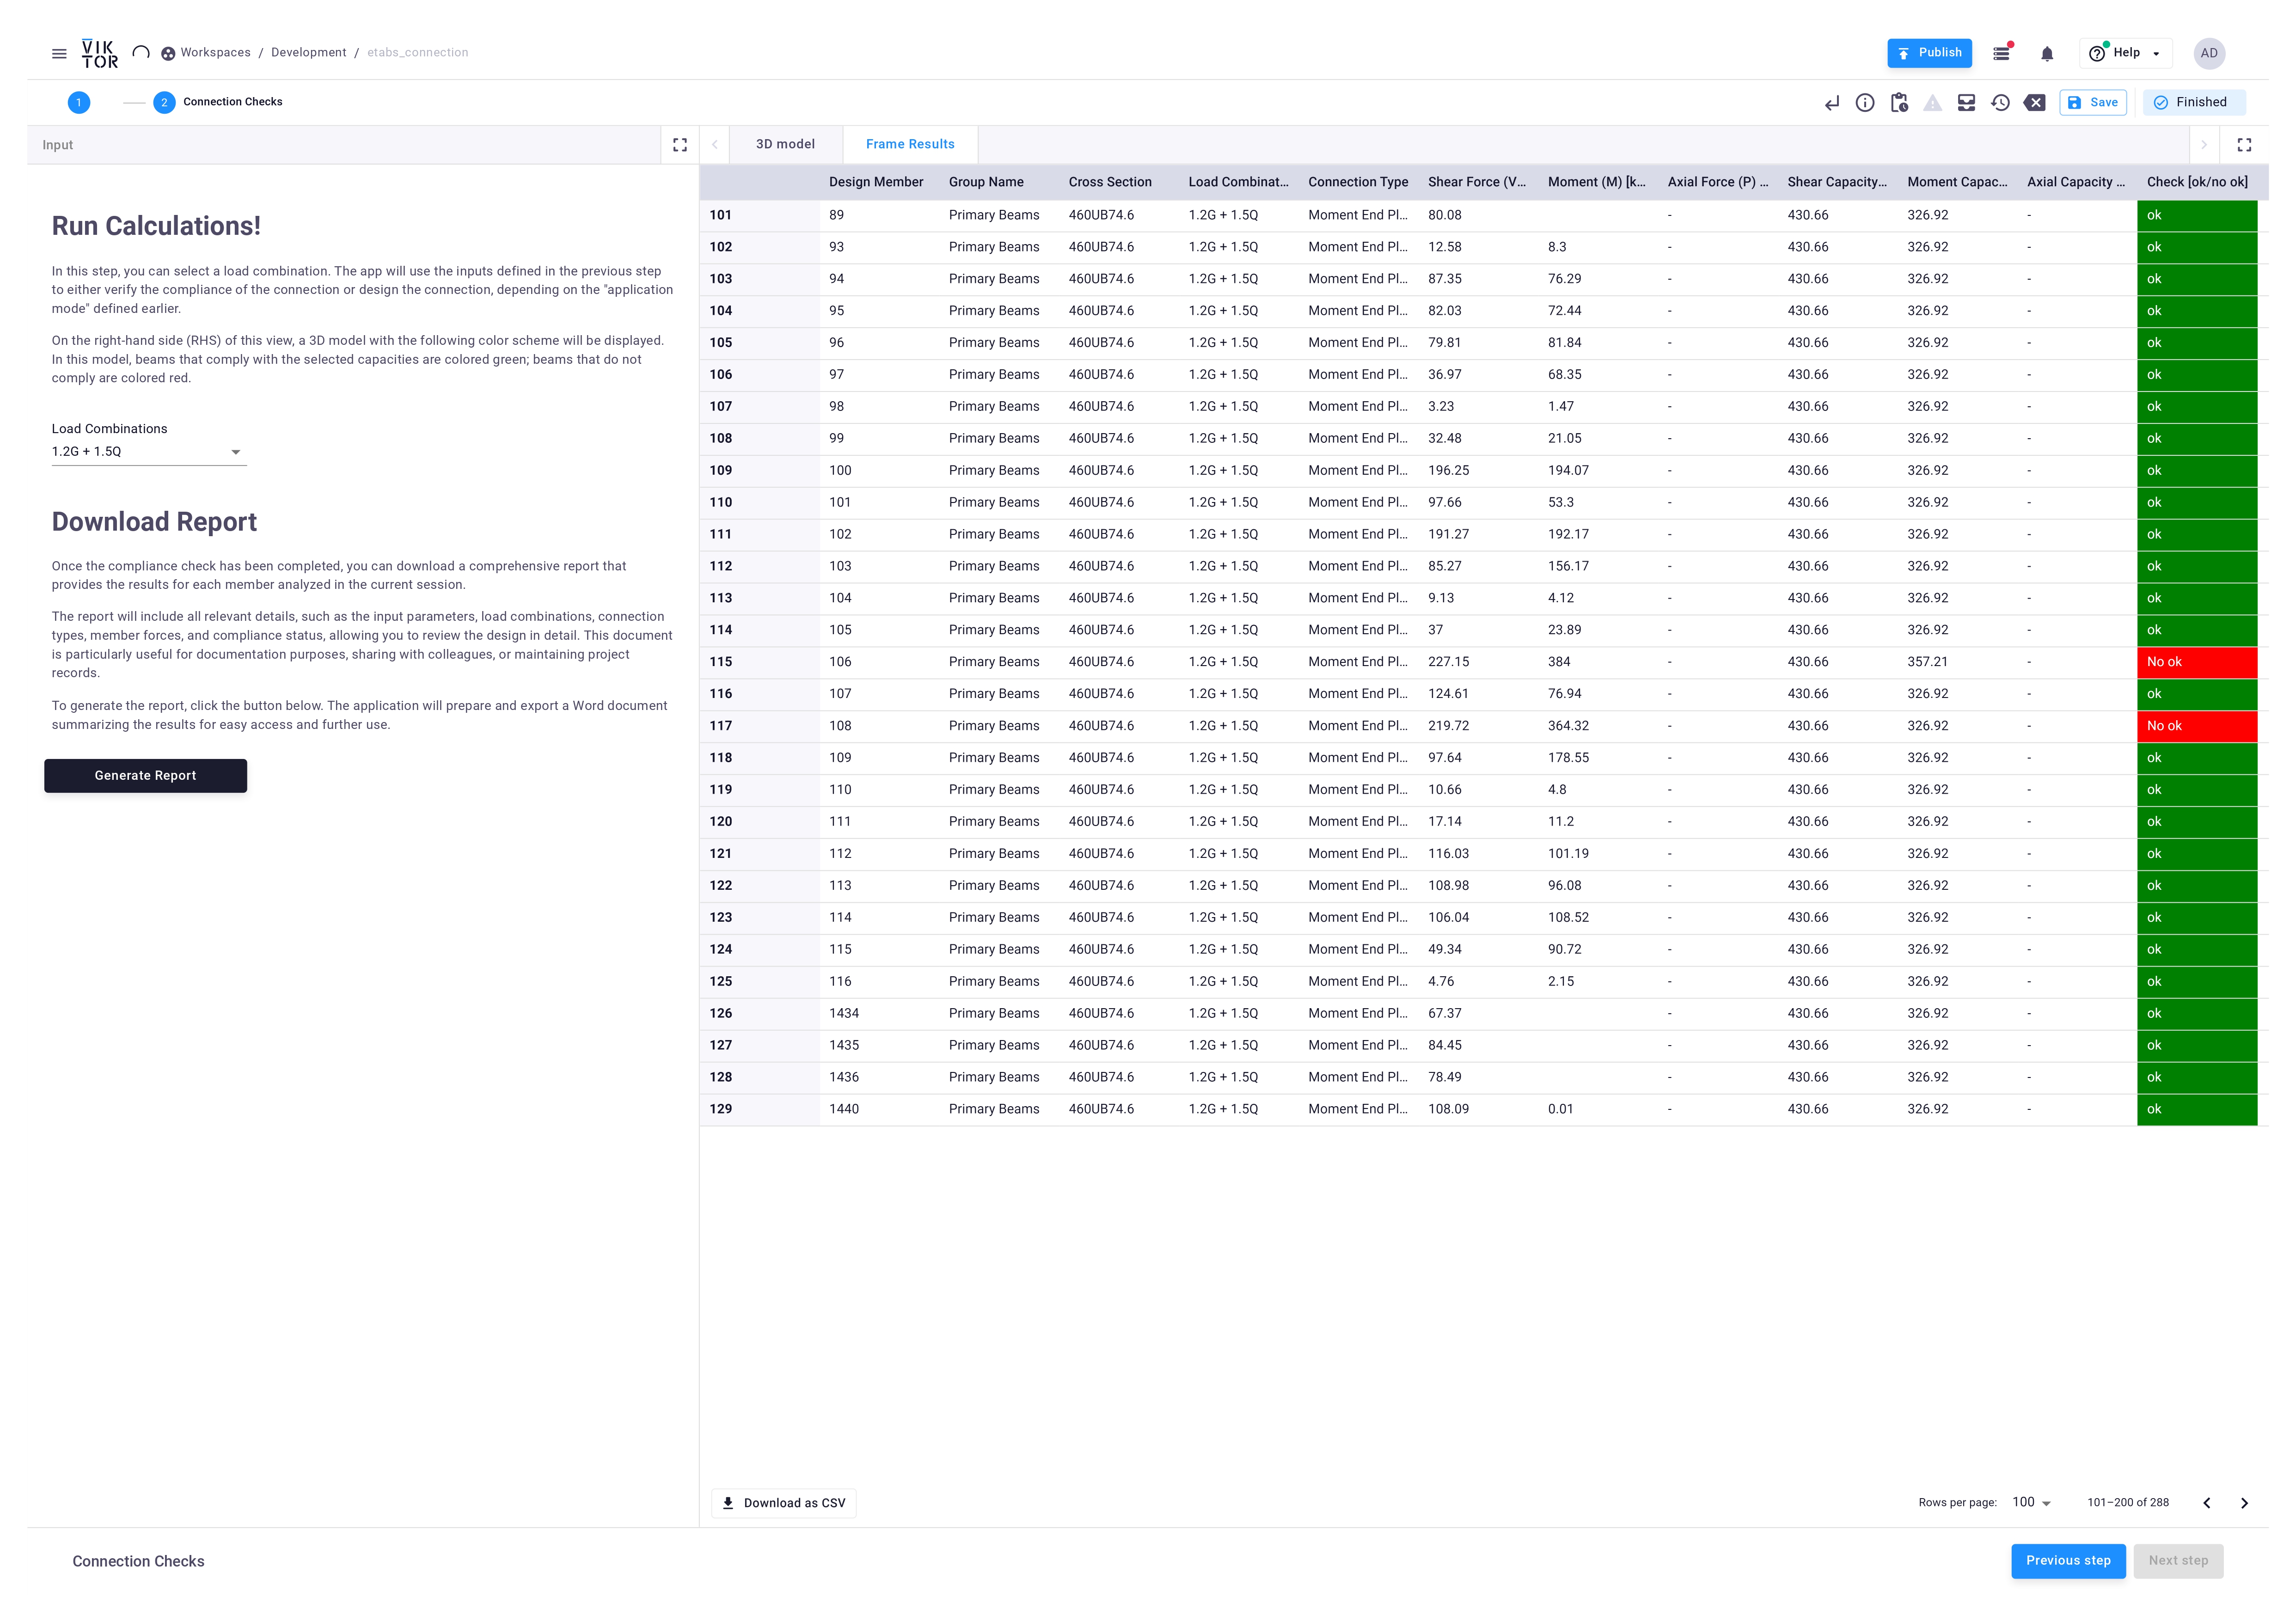 VIKTOR Workspaces / Development / etabs_connection Publish Help AD
1 2 Connection Checks Save Finished
Input 3D model Frame Results
Run Calculations!
In this step, you can select a load combination. The app will use the inputs defined in the previous step
to either verify the compliance of the connection or design the connection, depending on the "application
mode" defined earlier.
On the right-hand side (RHS) of this view, a 3D model with the following color scheme will be displayed.
In this model, beams that comply with the selected capacities are colored green; beams that do not
comply are colored red.
Load Combinations
1.2G + 1.5Q
Download Report
Once the compliance check has been completed, you can download a comprehensive report that
provides the results for each member analyzed in the current session.
The report will include all relevant details, such as the input parameters, load combinations, connection
types, member forces, and compliance status, allowing you to review the design in detail. This document
is particularly useful for documentation purposes, sharing with colleagues, or maintaining project
records.
To generate the report, click the button below. The application will prepare and export a Word document
summarizing the results for easy access and further use.
Generate Report
Design Member Group Name Cross Section Load Combinat... Connection Type Shear Force (V... Moment (M) [k... Axial Force (P) ... Shear Capacity... Moment Capac... Axial Capacity ... Check [ok/no ok]
101 89 Primary Beams 460UB74.6 1.2G + 1.5Q Moment End Pl... 80.08 - 430.66 326.92 - ok
102 93 Primary Beams 460UB74.6 1.2G + 1.5Q Moment End Pl... 12.58 8.3 - 430.66 326.92 - ok
103 94 Primary Beams 460UB74.6 1.2G + 1.5Q Moment End Pl... 87.35 76.29 - 430.66 326.92 - ok
104 95 Primary Beams 460UB74.6 1.2G + 1.5Q Moment End Pl... 82.03 72.44 - 430.66 326.92 - ok
105 96 Primary Beams 460UB74.6 1.2G + 1.5Q Moment End Pl... 79.81 81.84 - 430.66 326.92 - ok
106 97 Primary Beams 460UB74.6 1.2G + 1.5Q Moment End Pl... 36.97 68.35 - 430.66 326.92 - ok
107 98 Primary Beams 460UB74.6 1.2G + 1.5Q Moment End Pl... 3.23 1.47 - 430.66 326.92 - ok
108 99 Primary Beams 460UB74.6 1.2G + 1.5Q Moment End Pl... 32.48 21.05 - 430.66 326.92 - ok
109 100 Primary Beams 460UB74.6 1.2G + 1.5Q Moment End Pl... 196.25 194.07 - 430.66 326.92 - ok
110 101 Primary Beams 460UB74.6 1.2G + 1.5Q Moment End Pl... 97.66 53.3 - 430.66 326.92 - ok
111 102 Primary Beams 460UB74.6 1.2G + 1.5Q Moment End Pl... 191.27 192.17 - 430.66 326.92 - ok
112 103 Primary Beams 460UB74.6 1.2G + 1.5Q Moment End Pl... 85.27 156.17 - 430.66 326.92 - ok
113 104 Primary Beams 460UB74.6 1.2G + 1.5Q Moment End Pl... 9.13 4.12 - 430.66 326.92 - ok
114 105 Primary Beams 460UB74.6 1.2G + 1.5Q Moment End Pl... 37 23.89 - 430.66 326.92 - ok
115 106 Primary Beams 460UB74.6 1.2G + 1.5Q Moment End Pl... 227.15 384 - 430.66 357.21 - No ok
116 107 Primary Beams 460UB74.6 1.2G + 1.5Q Moment End Pl... 124.61 76.94 - 430.66 326.92 - ok
117 108 Primary Beams 460UB74.6 1.2G + 1.5Q Moment End Pl... 219.72 364.32 - 430.66 326.92 - No ok
118 109 Primary Beams 460UB74.6 1.2G + 1.5Q Moment End Pl... 97.64 178.55 - 430.66 326.92 - ok
119 110 Primary Beams 460UB74.6 1.2G + 1.5Q Moment End Pl... 10.66 4.8 - 430.66 326.92 - ok
120 111 Primary Beams 460UB74.6 1.2G + 1.5Q Moment End Pl... 17.14 11.2 - 430.66 326.92 - ok
121 112 Primary Beams 460UB74.6 1.2G + 1.5Q Moment End Pl... 116.03 101.19 - 430.66 326.92 - ok
122 113 Primary Beams 460UB74.6 1.2G + 1.5Q Moment End Pl... 108.98 96.08 - 430.66 326.92 - ok
123 114 Primary Beams 460UB74.6 1.2G + 1.5Q Moment End Pl... 106.04 108.52 - 430.66 326.92 - ok
124 115 Primary Beams 460UB74.6 1.2G + 1.5Q Moment End Pl... 49.34 90.72 - 430.66 326.92 - ok
125 116 Primary Beams 460UB74.6 1.2G + 1.5Q Moment End Pl... 4.76 2.15 - 430.66 326.92 - ok
126 1434 Primary Beams 460UB74.6 1.2G + 1.5Q Moment End Pl... 67.37 - 430.66 326.92 - ok
127 1435 Primary Beams 460UB74.6 1.2G + 1.5Q Moment End Pl... 84.45 - 430.66 326.92 - ok
128 1436 Primary Beams 460UB74.6 1.2G + 1.5Q Moment End Pl... 78.49 - 430.66 326.92 - ok
129 1440 Primary Beams 460UB74.6 1.2G + 1.5Q Moment End Pl... 108.09 0.01 - 430.66 326.92 - ok
Download as CSV Rows per page: 100 101–200 of 288
Connection Checks Previous step Next step